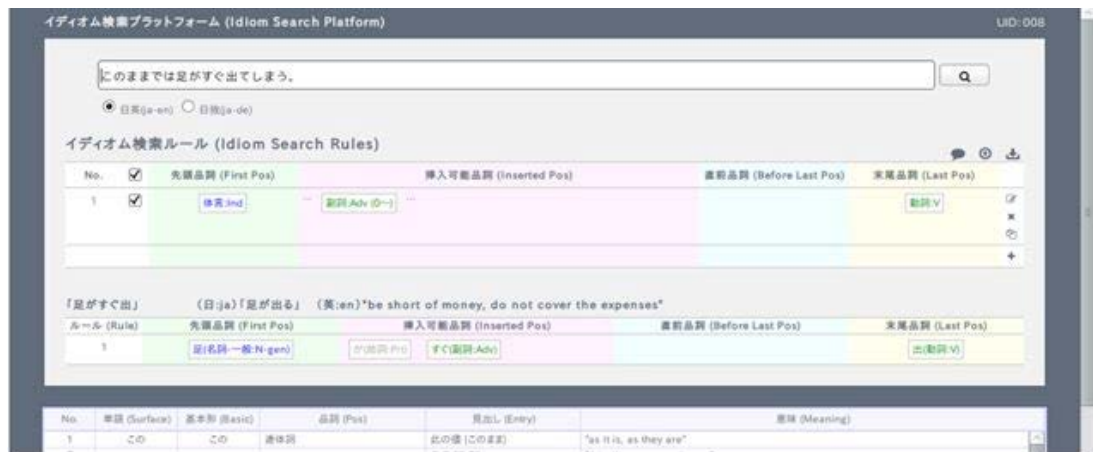 イディオム検索プラットフォーム (Idiom Search Platform) UID: 008
このままでは足がすぐ出てしまう。
日英(ja-en) 日独(ja-de)
イディオム検索ルール (Idiom Search Rules)
No. 先頭品詞 (First Pos) 挿入可能品詞 (Inserted Pos) 直前品詞 (Before Last Pos) 末尾品詞 (Last Pos)
1 体言:Ind ... 副詞:Adv (0〜) ... 動詞:V
「足がすぐ出」 (日:ja)「足が出る」 (英:en)"be short of money, do not cover the expenses"
ルール (Rule) 先頭品詞 (First Pos) 挿入可能品詞 (Inserted Pos) 直前品詞 (Before Last Pos) 末尾品詞 (Last Pos)
1 足(名詞-一般:N-gen) が(助詞:Prt) すぐ(副詞:Adv) 出(動詞:V)
No. 単語 (Surface) 基本形 (Basic) 品詞 (Pos) 見出し (Entry) 意味 (Meaning)
1 この この 連体詞 此の儘 (このまま) "as it is, as they are"